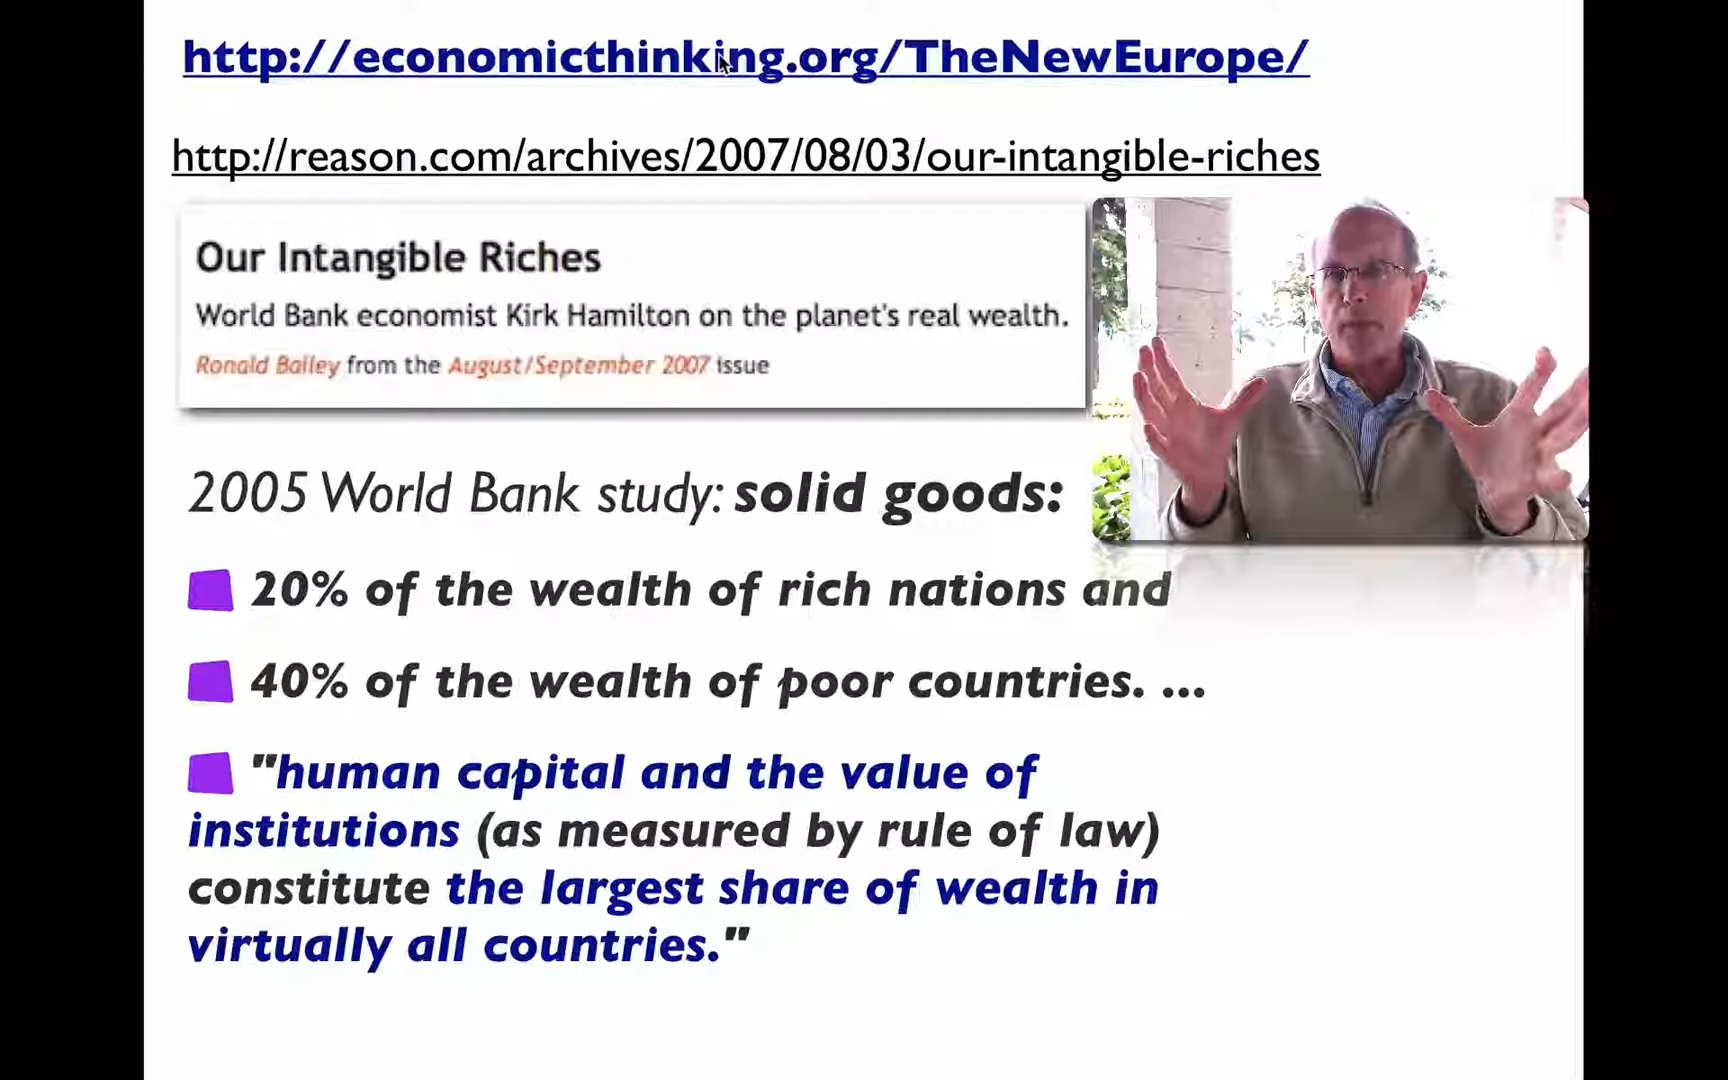 http://economicthinking.org/TheNewEurope/
http://reason.com/archives/2007/08/03/our-intangible-riches
Our Intangible Riches
World Bank economist Kirk Hamilton on the planet's real wealth.
Ronald Bailey from the August/September 2007 issue
2005 World Bank study: solid goods:
20% of the wealth of rich nations and
40% of the wealth of poor countries. ...
"human capital and the value of
institutions (as measured by rule of law)
constitute the largest share of wealth in
virtually all countries."